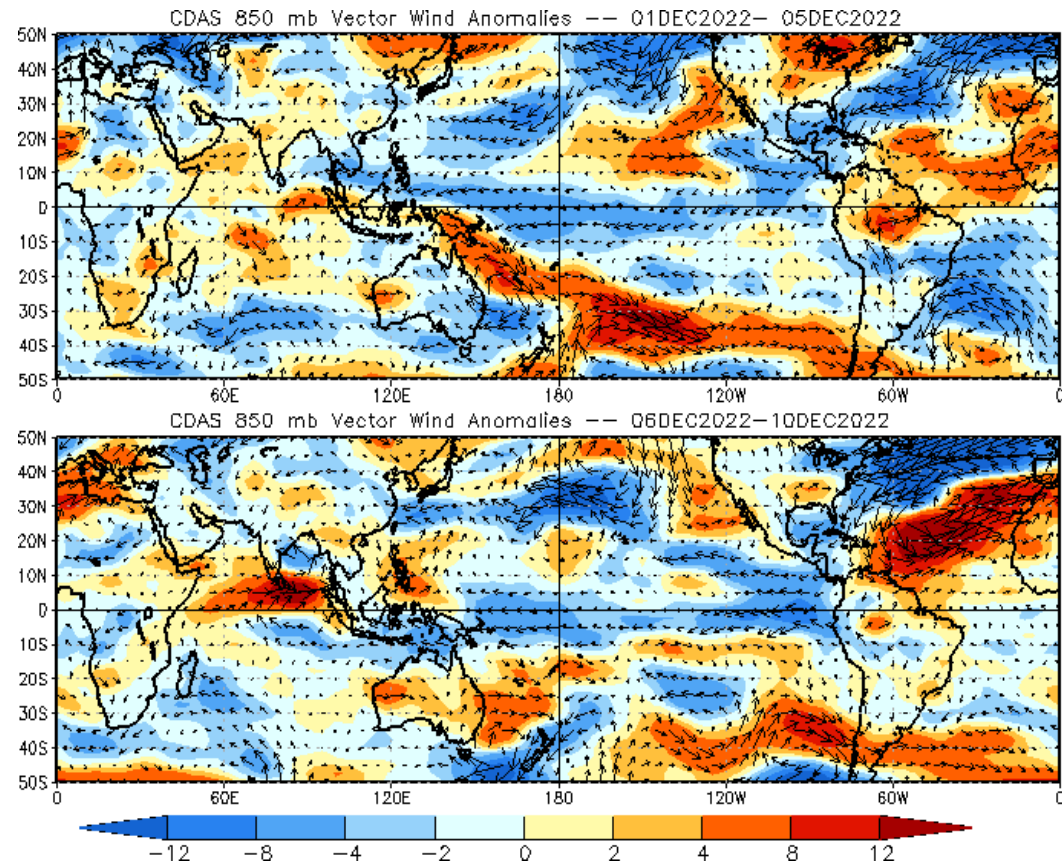 CDAS 850 mb Vector Wind Anomalies -- 01DEC2022- 05DEC2022
50N
40N
30N
20N
10N
0
10S
20S
30S
40S
50S
0 60E 120E 180 120W 60W 0
CDAS 850 mb Vector Wind Anomalies -- 06DEC2022-10DEC2022
50N
40N
30N
20N
10N
0
10S
20S
30S
40S
50S
0 60E 120E 180 120W 60W 0
-12 -8 -4 -2 0 2 4 8 12